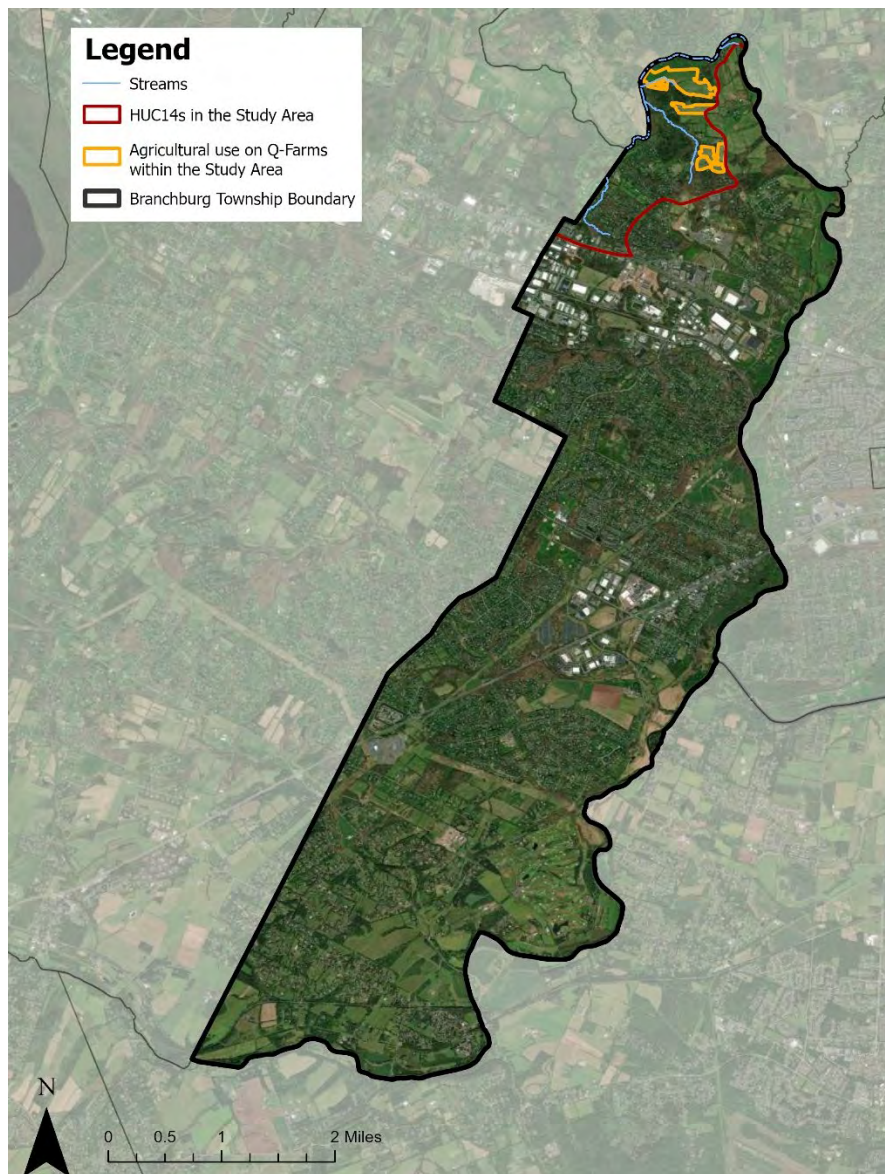 Legend
Streams
HUC14s in the Study Area
Agricultural use on Q-Farms
within the Study Area
Branchburg Township Boundary
N
0 0.5 1 2 Miles